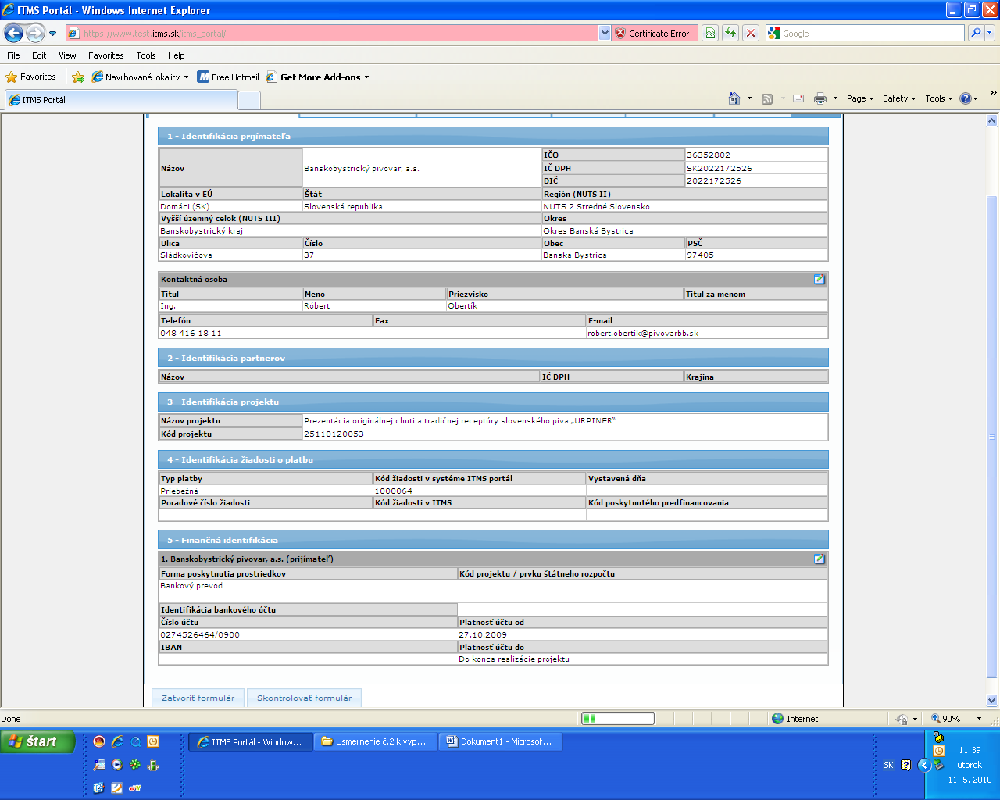 ITMS Portál - Windows Internet Explorer
https://www.test.itms.sk/itms_portal/
Certificate Error
Google
File Edit View Favorites Tools Help
Favorites Navrhované lokality Free Hotmail Get More Add-ons
ITMS Portál
Page Safety Tools
1 - Identifikácia prijímateľa
Názov Banskobystrický pivovar, a.s. IČO 36352802
IČ DPH SK2022172526
DIČ 2022172526
Lokalita v EÚ Štát Región (NUTS II)
Domáci (SK) Slovenská republika NUTS 2 Stredné Slovensko
Vyšší územný celok (NUTS III) Okres
Banskobystrický kraj Okres Banská Bystrica
Ulica Číslo Obec PSČ
Sládkovičova 37 Banská Bystrica 97405
Kontaktná osoba
Titul Meno Priezvisko Titul za menom
Ing. Róbert Obertík
Telefón Fax E-mail
048 416 18 11 robert.obertik@pivovarbb.sk
2 - Identifikácia partnerov
Názov IČ DPH Krajina
3 - Identifikácia projektu
Názov projektu Prezentácia originálnej chuti a tradičnej receptúry slovenského piva „URPINER“
Kód projektu 25110120053
4 - Identifikácia žiadosti o platbu
Typ platby Kód žiadosti v systéme ITMS portál Vystavená dňa
Priebežná 1000064
Poradové číslo žiadosti Kód žiadosti v ITMS Kód poskytnutého predfinancovania
5 - Finančná identifikácia
1. Banskobystrický pivovar, a.s. (prijímateľ)
Forma poskytnutia prostriedkov Kód projektu / prvku štátneho rozpočtu
Bankový prevod
Identifikácia bankového účtu
Číslo účtu Platnosť účtu od
0274526464/0900 27.10.2009
IBAN Platnosť účtu do
Do konca realizácie projektu
Zatvoriť formulár Skontrolovať formulár
Done Internet 90%
štart ITMS Portál - Window... Usmernenie č.2 k vyp... Dokument1 - Microsof... SK 11:39
utorok
11. 5. 2010